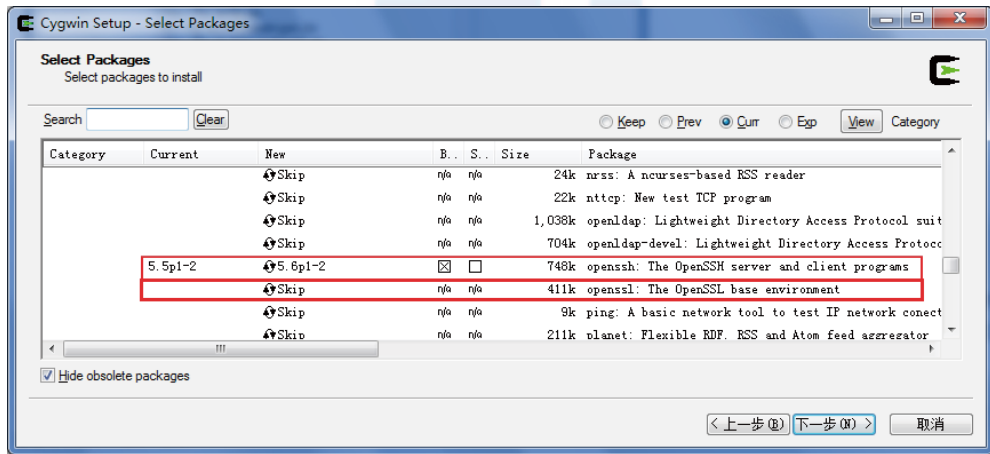 Cygwin Setup - Select Packages
Select Packages
Select packages to install
Search Clear Keep Prev Curr Exp View Category
Category Current New B.. S.. Size Package
Skip n/a n/a 24k nrss: A ncurses-based RSS reader
Skip n/a n/a 22k nttcp: New test TCP program
Skip n/a n/a 1,038k openldap: Lightweight Directory Access Protocol suit
Skip n/a n/a 704k openldap-devel: Lightweight Directory Access Protocc
5.5p1-2 5.6p1-2 748k openssh: The OpenSSH server and client programs
Skip n/a n/a 411k openssl: The OpenSSL base environment
Skip n/a n/a 9k ping: A basic network tool to test IP network conect
Skip n/a n/a 211k planet: Flexible RDF, RSS and Atom feed aggregator
Hide obsolete packages
< 上一步(B) 下一步(N) > 取消